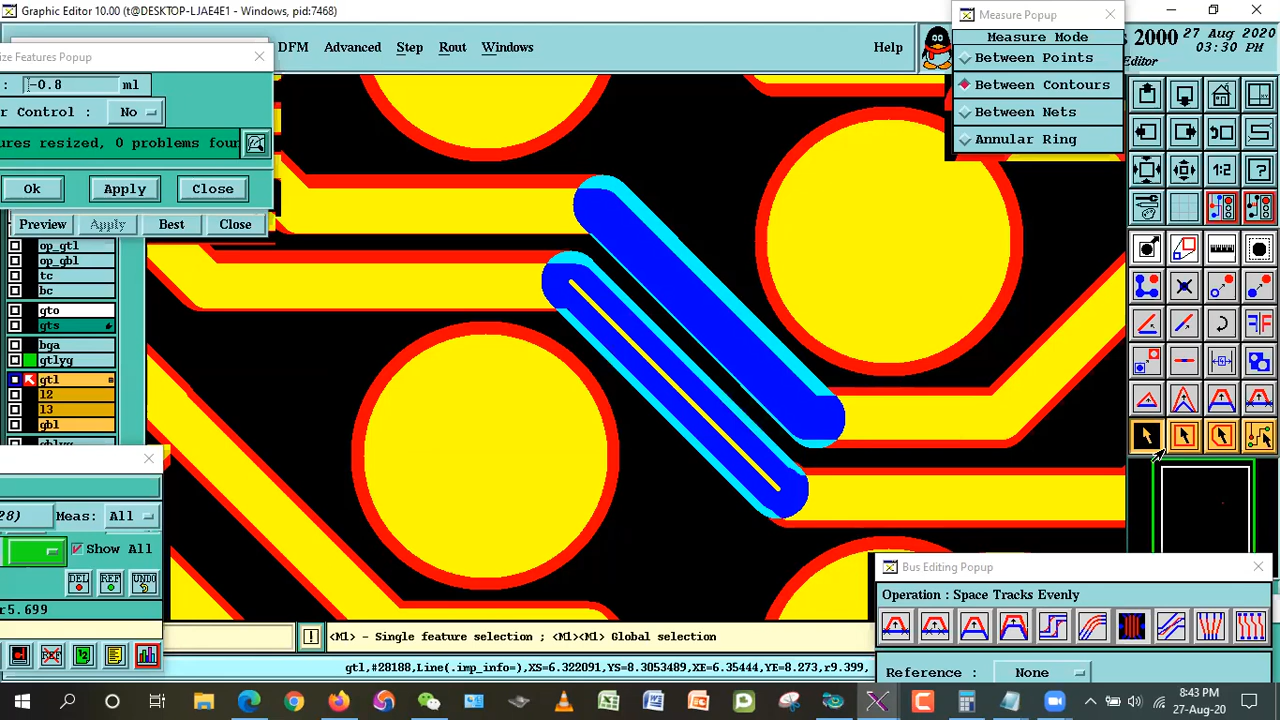 Graphic Editor 10.00 (t@DESKTOP-LJAE4E1 - Windows, pid:7468)
Measure Popup
DFM Advanced Step Rout Windows
Help
2000
27 Aug 2020
03:30 PM
Editor
Measure Mode
Between Points
Between Contours
Between Nets
Annular Ring
ize Features Popup
: -0.8 ml
r Control : No
ures resized, 0 problems four
Ok Apply Close
Preview Apply Best Close
op_gtl
op_gbl
tc
bc
gto
gts
bga
gtlyg
gtl
l2
l3
gbl
gblyg
28) Meas: All
Show All
DEL REF UNDO
r5.699
1:2
Bus Editing Popup
Operation : Space Tracks Evenly
Reference : None
<M1> - Single feature selection ; <M1><M1> Global selection
gtl,#28188,Line(.imp_info=),XS=6.322091,YS=8.3053489,XE=6.35444,YE=8.273,r9.399,
8:43 PM
27-Aug-20